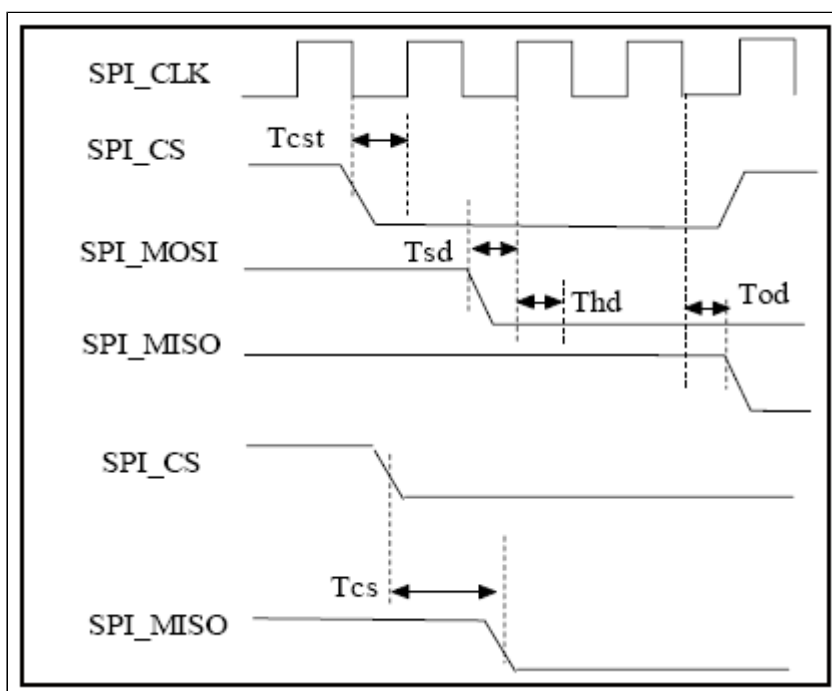 SPI_CLK
Tcst
SPI_CS
SPI_MOSI
Tsd
Thd
Tod
SPI_MISO
SPI_CS
Tcs
SPI_MISO